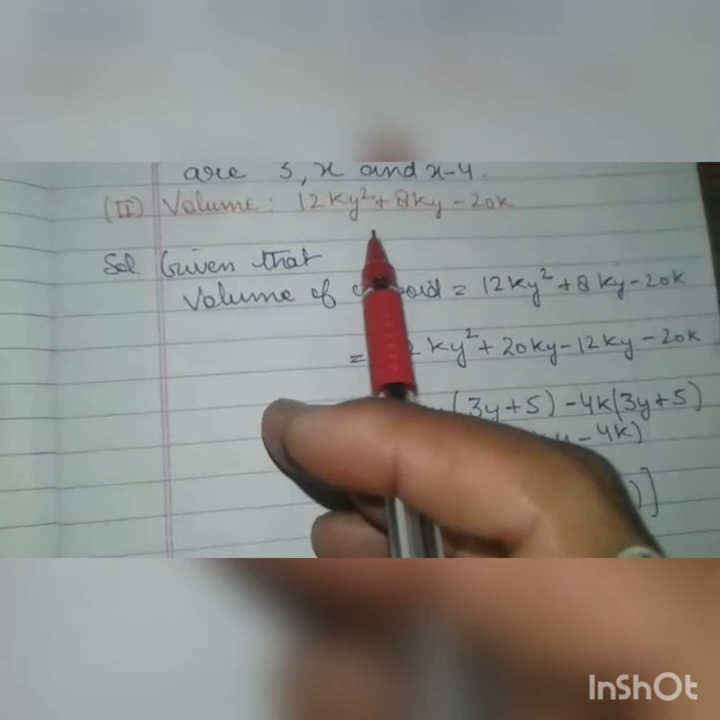 are 3, x and x-4.
(II) Volume: 12ky²+8ky-20k
Sol Given that
Volume of = 12ky²+8ky-20k
= ky²+20ky-12ky-20k
(3y+5)-4k(3y+5)
-4k)
)]
InShOt